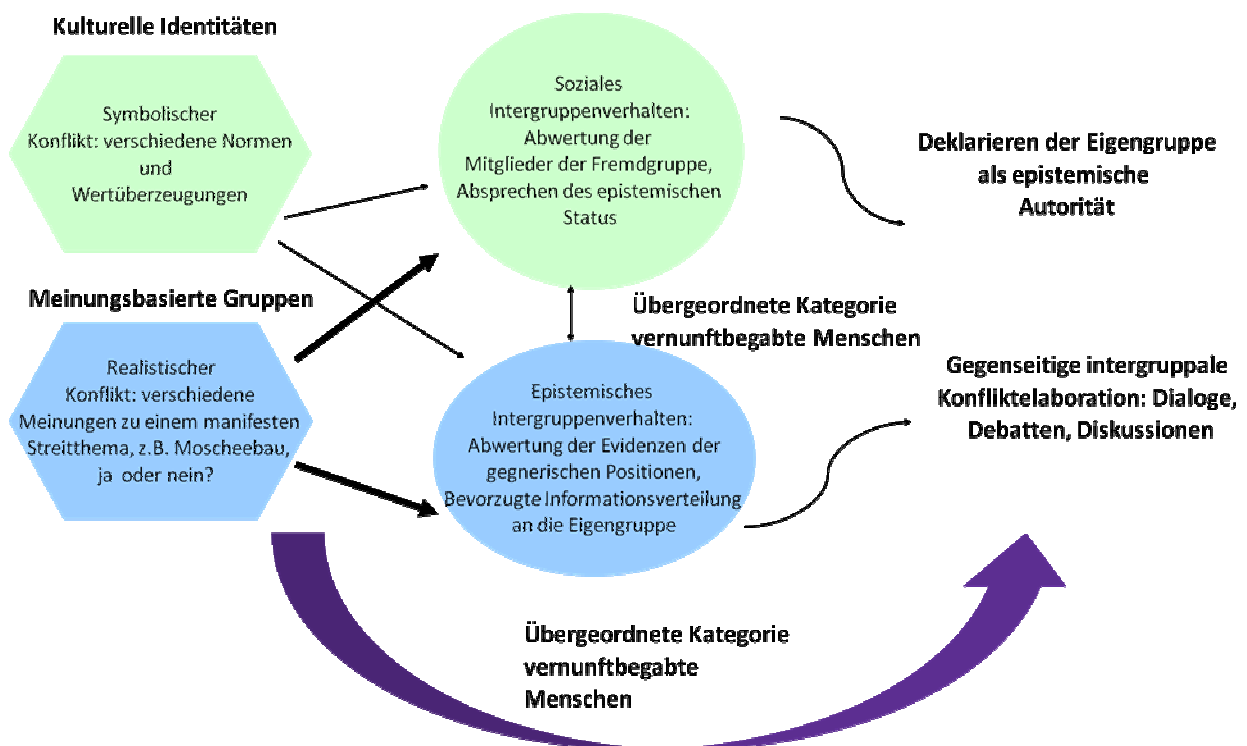 Kulturelle Identitäten
Symbolischer
Konflikt: verschiedene Normen
und
Wertüberzeugungen
Soziales
Intergruppenverhalten:
Abwertung der
Mitglieder der Fremdgruppe,
Absprechen des epistemischen
Status
Deklarieren der Eigengruppe
als epistemische
Autorität
Meinungsbasierte Gruppen
Realistischer
Konflikt: verschiedene
Meinungen zu einem manifesten
Streitthema, z.B. Moscheebau,
ja oder nein?
Übergeordnete Kategorie
vernunftbegabte Menschen
Epistemisches
Intergruppenverhalten:
Abwertung der Evidenzen der
gegnerischen Positionen,
Bevorzugte Informationsverteilung
an die Eigengruppe
Gegenseitige intergruppale
Konfliktelaboration: Dialoge,
Debatten, Diskussionen
Übergeordnete Kategorie
vernunftbegabte
Menschen